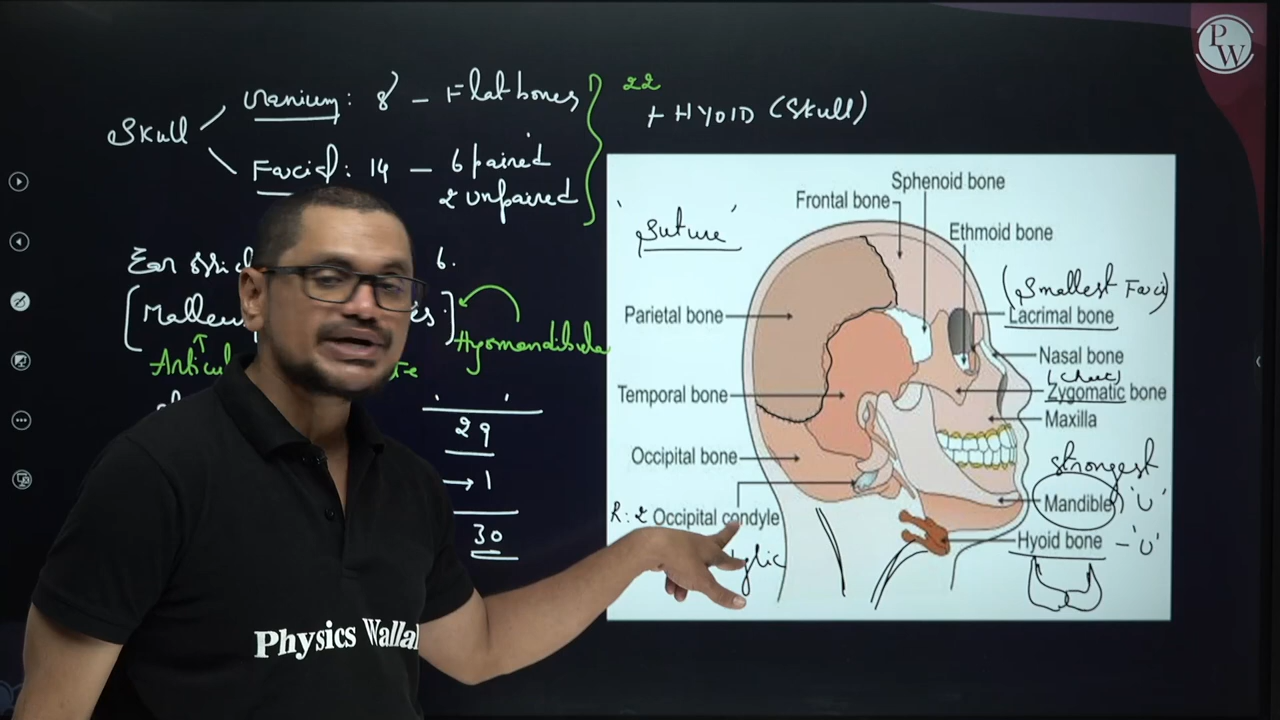 PW
Skull
Cranium: 8 - Flat bones
22
+ HYOID (Skull)
Facial: 14 - 6 paired
2 unpaired
Ear
6.
Hyomandibular
29
→ 1
30
'Suture'
Sphenoid bone
Frontal bone
Ethmoid bone
(Smallest Facial)
Lacrimal bone
Parietal bone
Nasal bone
Zygomatic bone
Temporal bone
Maxilla
Occipital bone
Strongest
Mandible 'U'
R: 2 Occipital condyle
Hyoid bone - 'U'
Physics Wallah